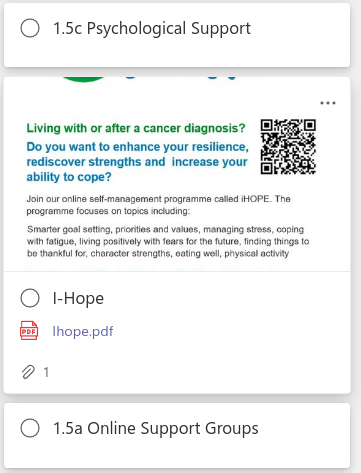 1.5c Psychological Support
Living with or after a cancer diagnosis?
Do you want to enhance your resilience,
rediscover strengths and increase your
ability to cope?
Join our online self-management programme called iHOPE. The
programme focuses on topics including:
Smarter goal setting, priorities and values, managing stress, coping
with fatigue, living positively with fears for the future, finding things to
be thankful for, character strengths, eating well, physical activity
I-Hope
PDF
Ihope.pdf
1
1.5a Online Support Groups